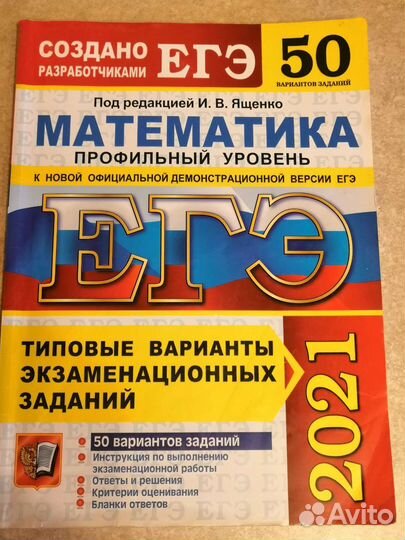 СОЗДАНО
РАЗРАБОТЧИКАМИ
ЕГЭ
50
ВАРИАНТОВ ЗАДАНИЙ
Под редакцией И. В. Ященко
МАТЕМАТИКА
ПРОФИЛЬНЫЙ УРОВЕНЬ
К НОВОЙ ОФИЦИАЛЬНОЙ ДЕМОНСТРАЦИОННОЙ ВЕРСИИ ЕГЭ
ЕГЭ
ТИПОВЫЕ ВАРИАНТЫ
ЭКЗАМЕНАЦИОННЫХ
ЗАДАНИЙ
2021
50 вариантов заданий
Инструкция по выполнению
экзаменационной работы
Ответы и решения
Критерии оценивания
Бланки ответов
Avito